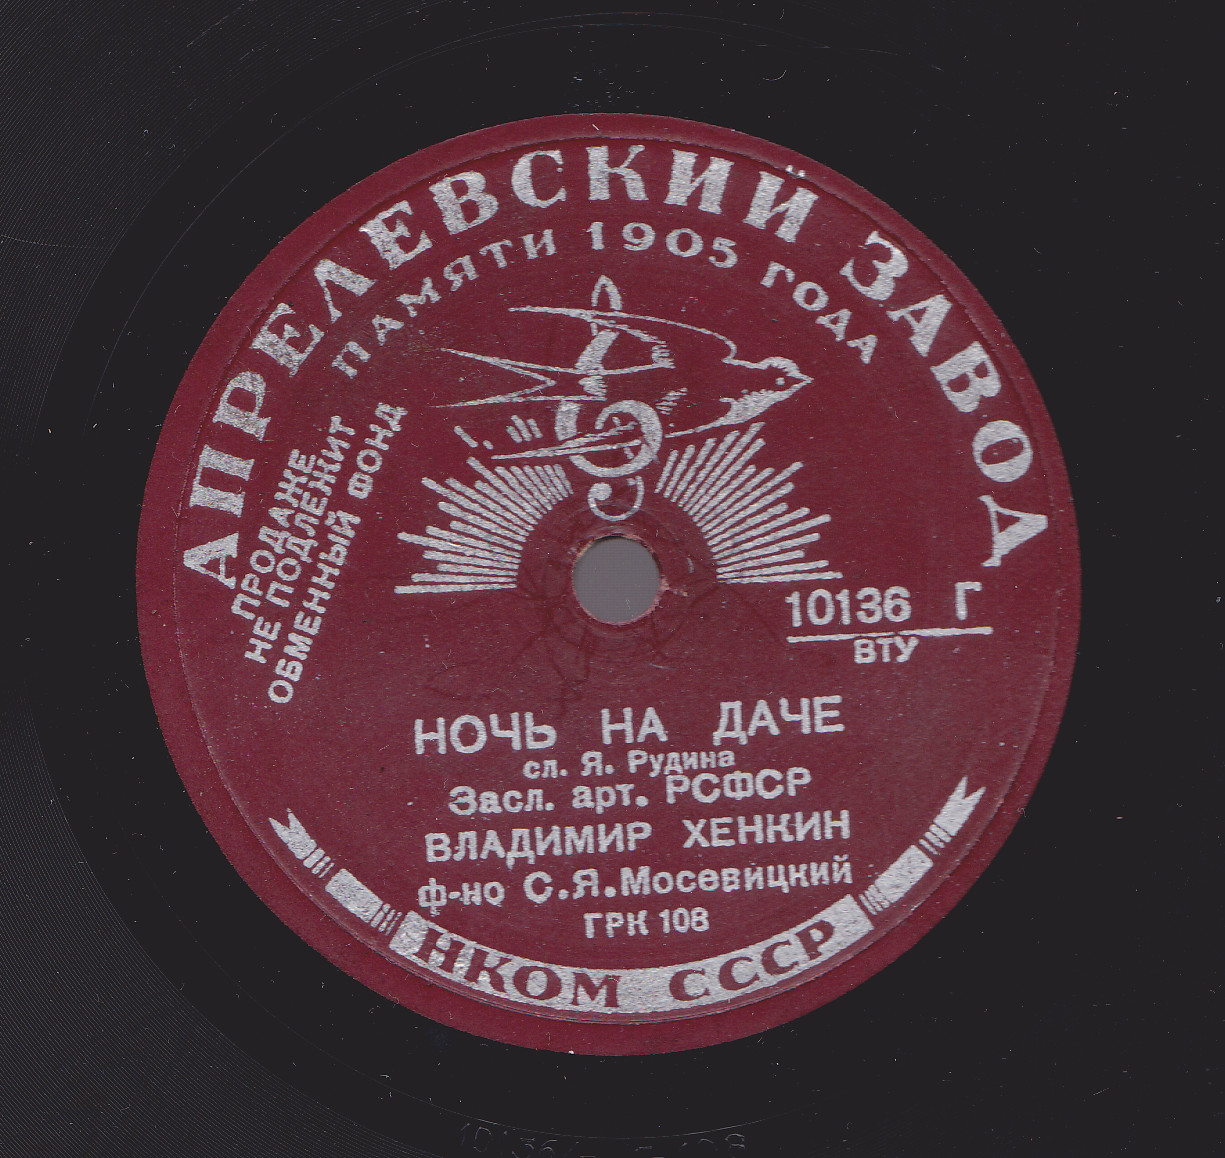 АПРЕЛЕВСКИЙ ЗАВОД
ПАМЯТИ 1905 ГОДА
ПРОДАЖЕ
НЕ ПОДЛЕЖИТ
ОБМЕННЫЙ ФОНД
10136 Г
ВТУ
НОЧЬ НА ДАЧЕ
сл. Я. Рудина
Засл. арт. РСФСР
ВЛАДИМИР ХЕНКИН
ф-но С.Я.Мосевицкий
ГРК 108
НКОМ СССР